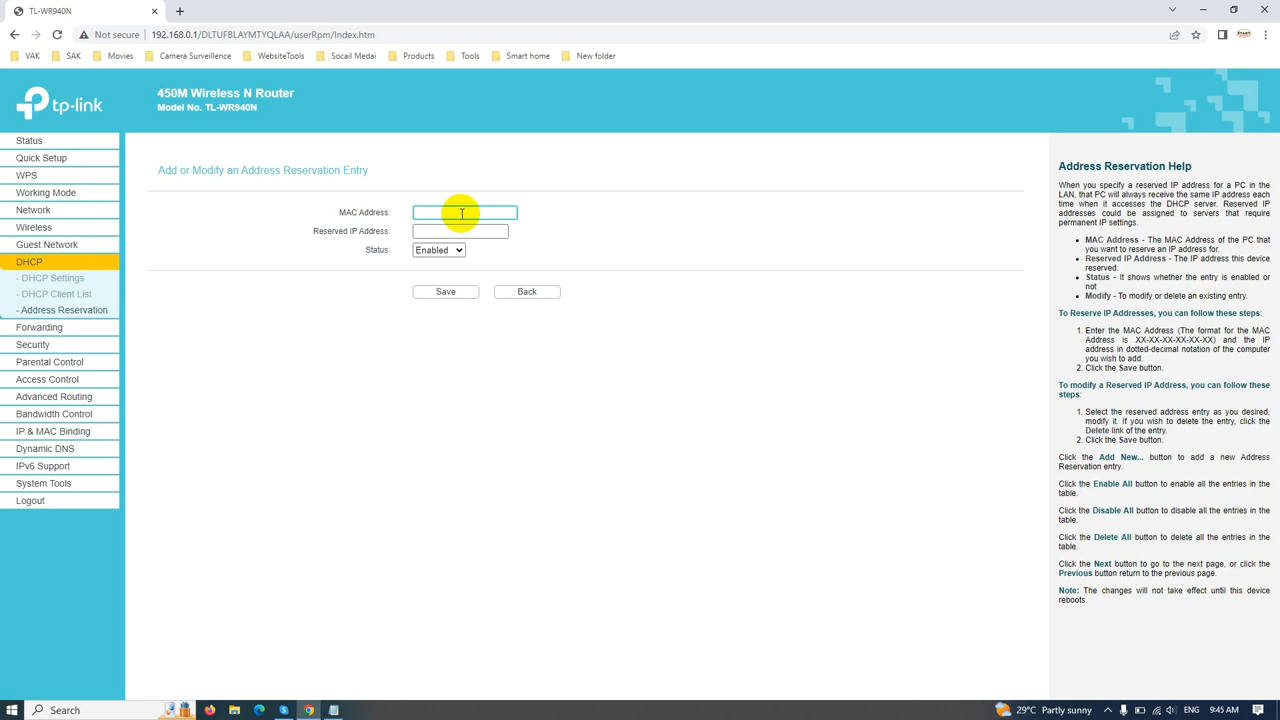 TL-WR940N
Not secure
192.168.0.1/DLTUFBLAYMTYQLAA/userRpm/Index.htm
VAK
SAK
Movies
Camera Surveillence
WebsiteTools
Socail Medai
Products
Tools
Smart home
New folder
tp-link
450M Wireless N Router
Model No. TL-WR940N
Status
Quick Setup
WPS
Working Mode
Network
Wireless
Guest Network
DHCP
- DHCP Settings
- DHCP Client List
- Address Reservation
Forwarding
Security
Parental Control
Access Control
Advanced Routing
Bandwidth Control
IP & MAC Binding
Dynamic DNS
IPv6 Support
System Tools
Logout
Add or Modify an Address Reservation Entry
MAC Address:
Reserved IP Address:
Status: Enabled
Save Back
Address Reservation Help
When you specify a reserved IP address for a PC in the
LAN, that PC will always receive the same IP address each
time when it accesses the DHCP server. Reserved IP
addresses could be assigned to servers that require
permanent IP settings.
• MAC Address - The MAC Address of the PC that
you want to reserve an IP address for.
• Reserved IP Address - The IP address this device
reserved.
• Status - It shows whether the entry is enabled or
not
• Modify - To modify or delete an existing entry.
To Reserve IP Addresses, you can follow these steps:
1. Enter the MAC Address (The format for the MAC
Address is XX-XX-XX-XX-XX-XX) and the IP
address in dotted-decimal notation of the computer
you wish to add.
2. Click the Save button.
To modify a Reserved IP Address, you can follow these
steps:
1. Select the reserved address entry as you desired,
modify it. If you wish to delete the entry, click the
Delete link of the entry.
2. Click the Save button.
Click the Add New... button to add a new Address
Reservation entry.
Click the Enable All button to enable all the entries in the
table.
Click the Disable All button to disable all the entries in the
table.
Click the Delete All button to delete all the entries in the
table.
Click the Next button to go to the next page, or click the
Previous button return to the previous page.
Note: The changes will not take effect until this device
reboots.
Search
29°C Partly sunny
ENG
9:45 AM